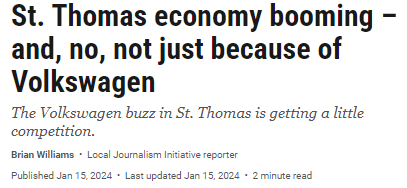 St. Thomas economy booming –
and, no, not just because of
Volkswagen
The Volkswagen buzz in St. Thomas is getting a little
competition.
Brian Williams • Local Journalism Initiative reporter
Published Jan 15, 2024 • Last updated Jan 15, 2024 • 2 minute read